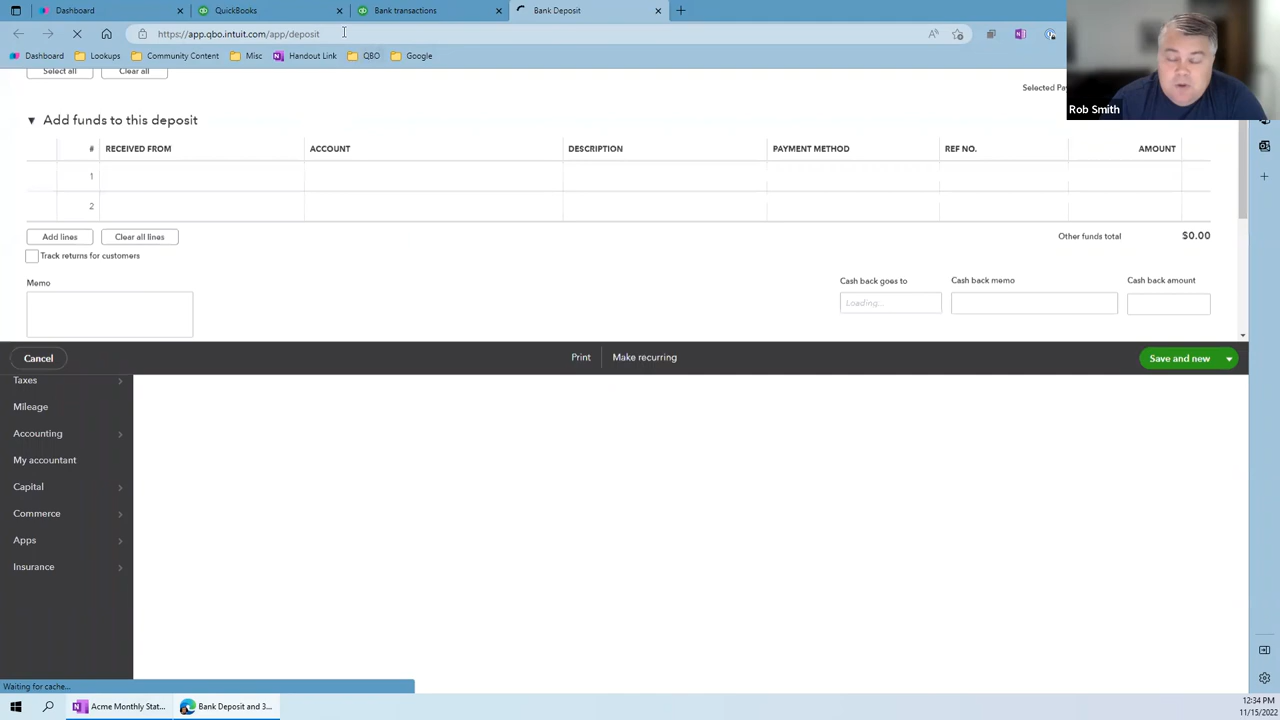 Dashboard
QuickBooks
Bank transactions
Bank Deposit
https://app.qbo.intuit.com/app/deposit
Dashboard
Lookups
Community Content
Misc
Handout Link
QBO
Google
Select all
Clear all
Selected Pa
Rob Smith
Add funds to this deposit
#
RECEIVED FROM
ACCOUNT
DESCRIPTION
PAYMENT METHOD
REF NO.
AMOUNT
1
2
Add lines
Clear all lines
Other funds total
$0.00
Track returns for customers
Memo
Cash back goes to
Cash back memo
Cash back amount
Loading...
Cancel
Print
Make recurring
Save and new
Taxes
Mileage
Accounting
My accountant
Capital
Commerce
Apps
Insurance
Waiting for cache...
Acme Monthly Stat...
Bank Deposit and 3...
12:34 PM
11/15/2022